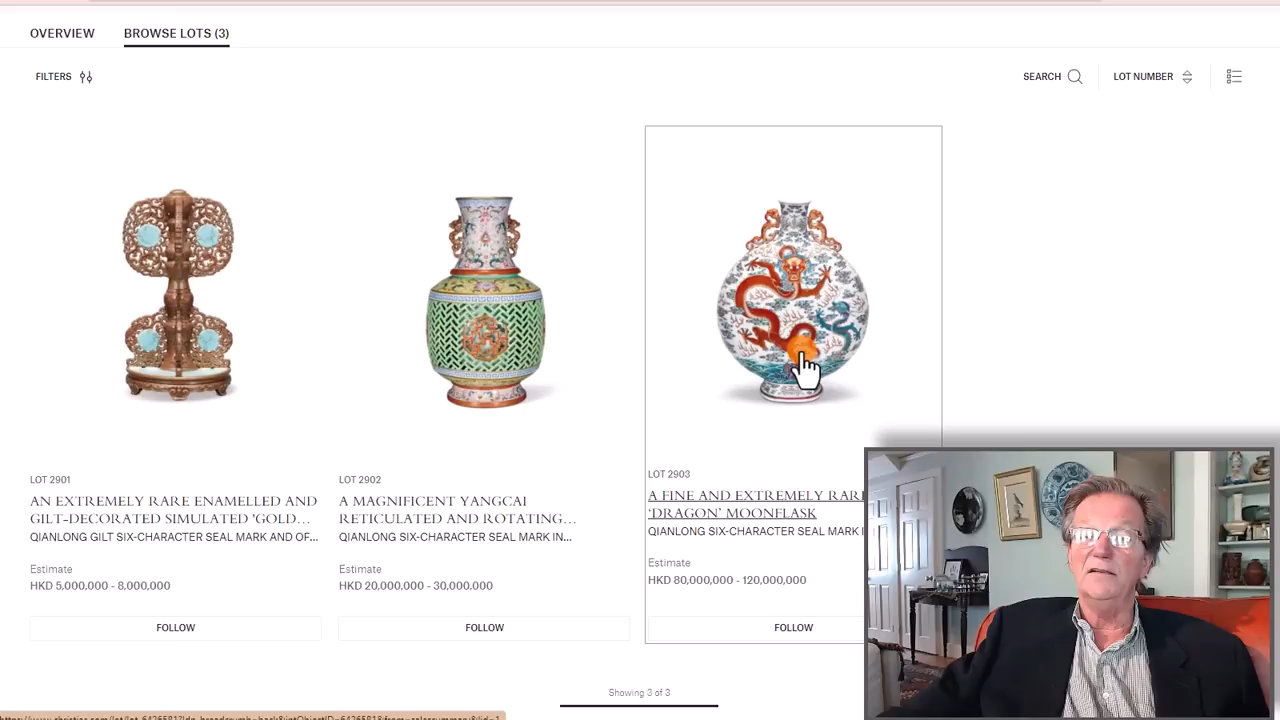 OVERVIEW
BROWSE LOTS (3)
FILTERS
SEARCH
LOT NUMBER
LOT 2901
AN EXTREMELY RARE ENAMELLED AND
GILT-DECORATED SIMULATED 'GOLD...
QIANLONG GILT SIX-CHARACTER SEAL MARK AND OF...
Estimate
HKD 5,000,000 - 8,000,000
FOLLOW
LOT 2902
A MAGNIFICENT YANGCAI
RETICULATED AND ROTATING...
QIANLONG SIX-CHARACTER SEAL MARK IN...
Estimate
HKD 20,000,000 - 30,000,000
FOLLOW
LOT 2903
A FINE AND EXTREMELY RARE
‘DRAGON’ MOONFLASK
QIANLONG SIX-CHARACTER SEAL MARK
Estimate
HKD 80,000,000 - 120,000,000
FOLLOW
Showing 3 of 3